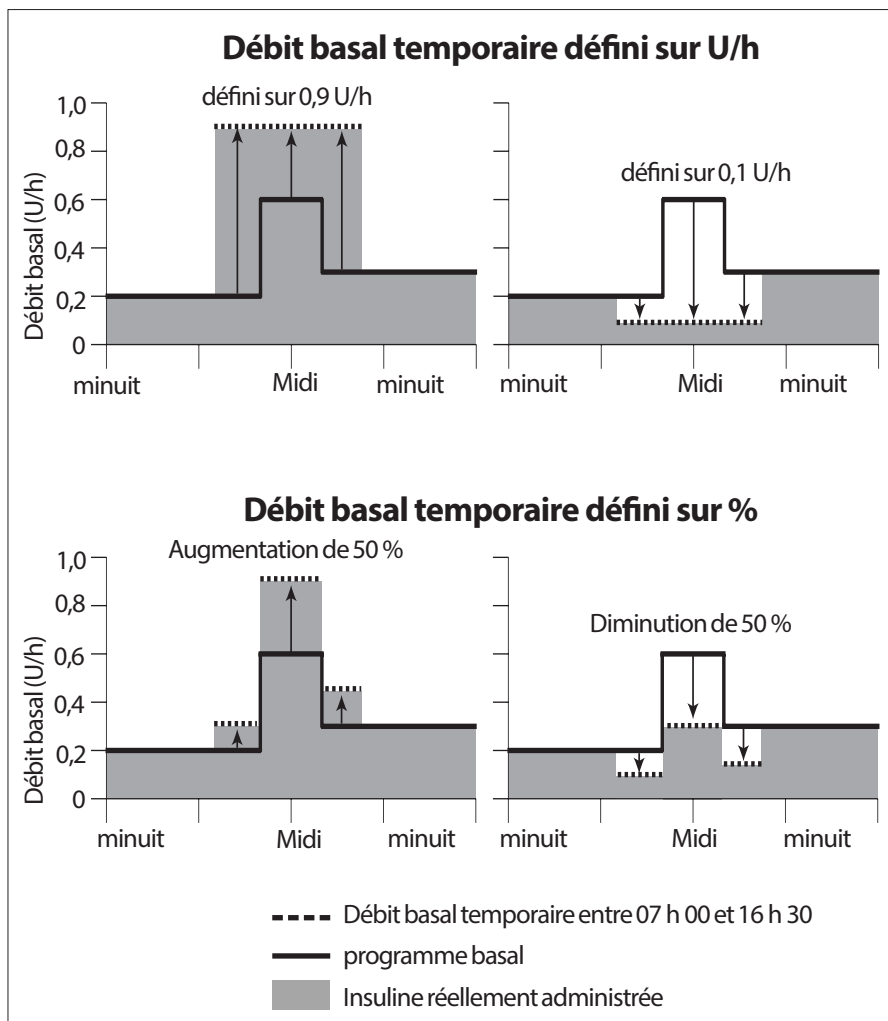 Débit basal temporaire défini sur U/h
défini sur 0,9 U/h
défini sur 0,1 U/h
Débit basal (U/h)
1,0
0,8
0,6
0,4
0,2
0
minuit
Midi
minuit
Midi
minuit
Débit basal temporaire défini sur %
Augmentation de 50 %
Diminution de 50 %
Débit basal (U/h)
1,0
0,8
0,6
0,4
0,2
0
minuit
Midi
minuit
Midi
minuit
Débit basal temporaire entre 07 h 00 et 16 h 30
programme basal
Insuline réellement administrée